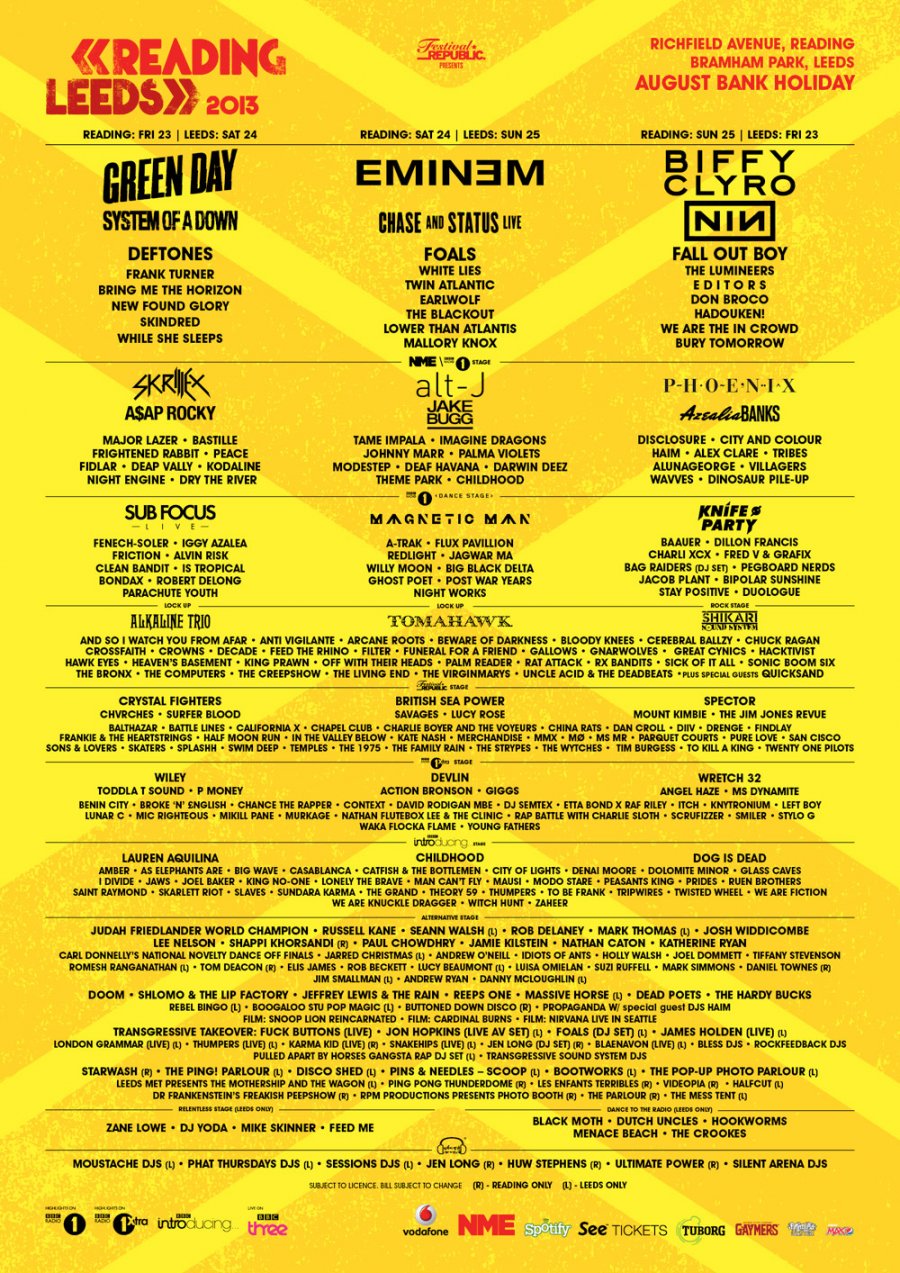 READING
LEEDS 2013
Festival REPUBLIC
PRESENTS
RICHFIELD AVENUE, READING
BRAMHAM PARK, LEEDS
AUGUST BANK HOLIDAY
READING: FRI 23 | LEEDS: SAT 24
GREEN DAY
SYSTEM OF A DOWN
DEFTONES
FRANK TURNER
BRING ME THE HORIZON
NEW FOUND GLORY
SKINDRED
WHILE SHE SLEEPS
READING: SAT 24 | LEEDS: SUN 25
EMINEM
CHASE AND STATUS LIVE
FOALS
WHITE LIES
TWIN ATLANTIC
EARLWOLF
THE BLACKOUT
LOWER THAN ATLANTIS
MALLORY KNOX
READING: SUN 25 | LEEDS: FRI 23
BIFFY
CLYRO
NIN
FALL OUT BOY
THE LUMINEERS
EDITORS
DON BROCO
HADOUKEN!
WE ARE THE IN CROWD
BURY TOMORROW
NME \ BBC RADIO 1 STAGE
SKRILLEX
A$AP ROCKY
MAJOR LAZER • BASTILLE
FRIGHTENED RABBIT • PEACE
FIDLAR • DEAP VALLY • KODALINE
NIGHT ENGINE • DRY THE RIVER
alt-J
JAKE
BUGG
TAME IMPALA • IMAGINE DRAGONS
JOHNNY MARR • PALMA VIOLETS
MODESTEP • DEAF HAVANA • DARWIN DEEZ
THEME PARK • CHILDHOOD
PHOENIX
Azealia BANKS
DISCLOSURE • CITY AND COLOUR
HAIM • ALEX CLARE • TRIBES
ALUNAGEORGE • VILLAGERS
WAVVES • DINOSAUR PILE-UP
BBC RADIO 1 <DANCE STAGE>
SUB FOCUS
— LIVE —
FENECH-SOLER • IGGY AZALEA
FRICTION • ALVIN RISK
CLEAN BANDIT • IS TROPICAL
BONDAX • ROBERT DELONG
PARACHUTE YOUTH
MAGNETIC MAN
A-TRAK • FLUX PAVILLION
REDLIGHT • JAGWAR MA
WILLY MOON • BIG BLACK DELTA
GHOST POET • POST WAR YEARS
NIGHT WORKS
KNIFE
PARTY
BAAUER • DILLON FRANCIS
CHARLI XCX • FRED V & GRAFIX
BAG RAIDERS (DJ SET) • PEGBOARD NERDS
JACOB PLANT • BIPOLAR SUNSHINE
STAY POSITIVE • DUOLOGUE
LOCK UP
LOCK UP
ROCK STAGE
ALKALINE TRIO
TOMAHAWK
SHIKARI
SOUND SYSTEM
AND SO I WATCH YOU FROM AFAR • ANTI VIGILANTE • ARCANE ROOTS • BEWARE OF DARKNESS • BLOODY KNEES • CEREBRAL BALLZY • CHUCK RAGAN
CROSSFAITH • CROWNS • DECADE • FEED THE RHINO • FILTER • FUNERAL FOR A FRIEND • GALLOWS • GNARWOLVES • GREAT CYNICS • HACKTIVIST
HAWK EYES • HEAVEN'S BASEMENT • KING PRAWN • OFF WITH THEIR HEADS • PALM READER • RAT ATTACK • RX BANDITS • SICK OF IT ALL • SONIC BOOM SIX
THE BRONX • THE COMPUTERS • THE CREEPSHOW • THE LIVING END • THE VIRGINMARYS • UNCLE ACID & THE DEADBEATS *PLUS SPECIAL GUESTS QUICKSAND
Festival REPUBLIC STAGE
CRYSTAL FIGHTERS
CHVRCHES • SURFER BLOOD
BRITISH SEA POWER
SAVAGES • LUCY ROSE
SPECTOR
MOUNT KIMBIE • THE JIM JONES REVUE
BALTHAZAR • BATTLE LINES • CALIFORNIA X • CHAPEL CLUB • CHARLIE BOYER AND THE VOYEURS • CHINA RATS • DAN CROLL • DIIV • DRENGE • FINDLAY
FRANKIE & THE HEARTSTRINGS • HALF MOON RUN • IN THE VALLEY BELOW • KATE NASH • MERCHANDISE • MMX • MØ • MS MR • PARQUET COURTS • PURE LOVE • SAN CISCO
SONS & LOVERS • SKATERS • SPLASHH • SWIM DEEP • TEMPLES • THE 1975 • THE FAMILY RAIN • THE STRYPES • THE WYTCHES • TIM BURGESS • TO KILL A KING • TWENTY ONE PILOTS
BBC RADIO 1Xtra STAGE
WILEY
TODDLA T SOUND • P MONEY
DEVLIN
ACTION BRONSON • GIGGS
WRETCH 32
ANGEL HAZE • MS DYNAMITE
BENIN CITY • BROKE 'N' £NGLISH • CHANCE THE RAPPER • CONTEXT • DAVID RODIGAN MBE • DJ SEMTEX • ETTA BOND X RAF RILEY • ITCH • KNYTRONIUM • LEFT BOY
LUNAR C • MIC RIGHTEOUS • MIKILL PANE • MURKAGE • NATHAN FLUTEBOX LEE & THE CLINIC • RAP BATTLE WITH CHARLIE SLOTH • SCRUFIZZER • SMILER • STYLO G
WAKA FLOCKA FLAME • YOUNG FATHERS
BBC introducing... STAGE
LAUREN AQUILINA
CHILDHOOD
DOG IS DEAD
AMBER • AS ELEPHANTS ARE • BIG WAVE • CASABLANCA • CATFISH & THE BOTTLEMEN • CITY OF LIGHTS • DENAI MOORE • DOLOMITE MINOR • GLASS CAVES
I DIVIDE • JAWS • JOEL BAKER • KING NO-ONE • LONELY THE BRAVE • MAN CAN'T FLY • MAUSI • MODO STARE • PEASANTS KING • PRIDES • RUEN BROTHERS
SAINT RAYMOND • SKARLETT RIOT • SLAVES • SUNDARA KARMA • THE GRAND • THEORY 59 • THUMPERS • TO BE FRANK • TRIPWIRES • TWISTED WHEEL • WE ARE FICTION
WE ARE KNUCKLE DRAGGER • WITCH HUNT • ZAHEER
ALTERNATIVE STAGE
JUDAH FRIEDLANDER WORLD CHAMPION • RUSSELL KANE • SEANN WALSH (L) • ROB DELANEY • MARK THOMAS (L) • JOSH WIDDICOMBE
LEE NELSON • SHAPPI KHORSANDI (R) • PAUL CHOWDHRY • JAMIE KILSTEIN • NATHAN CATON • KATHERINE RYAN
CARL DONNELLY'S NATIONAL NOVELTY DANCE OFF FINALS • JARRED CHRISTMAS (L) • ANDREW O'NEILL • IDIOTS OF ANTS • HOLLY WALSH • JOEL DOMMETT • TIFFANY STEVENSON
ROMESH RANGANATHAN (L) • TOM DEACON (R) • ELIS JAMES • ROB BECKETT • LUCY BEAUMONT (L) • LUISA OMIELAN • SUZI RUFFELL • MARK SIMMONS • DANIEL TOWNES (R)
JIM SMALLMAN (L) • ANDREW RYAN • DANNY MCLOUGHLIN (L)
DOOM • SHLOMO & THE LIP FACTORY • JEFFREY LEWIS & THE RAIN • REEPS ONE • MASSIVE HORSE (L) • DEAD POETS • THE HARDY BUCKS
REBEL BINGO (L) • BOOGALOO STU POP MAGIC (L) • BUTTONED DOWN DISCO (R) • PROPAGANDA W/ special guest DJS HAIM
FILM: SNOOP LION REINCARNATED • FILM: CARDINAL BURNS • FILM: NIRVANA LIVE IN SEATTLE
TRANSGRESSIVE TAKEOVER: FUCK BUTTONS (LIVE) • JON HOPKINS (LIVE AV SET) (L) • FOALS (DJ SET) (L) • JAMES HOLDEN (LIVE) (L)
LONDON GRAMMAR (LIVE) (L) • THUMPERS (LIVE) (L) • KARMA KID (LIVE) (R) • SNAKEHIPS (LIVE) (L) • JEN LONG (DJ SET) (R) • BLAENAVON (LIVE) (L) • BLESS DJS • ROCKFEEDBACK DJS
PULLED APART BY HORSES GANGSTA RAP DJ SET (L) • TRANSGRESSIVE SOUND SYSTEM DJS
STARWASH (R) • THE PING! PARLOUR (L) • DISCO SHED (L) • PINS & NEEDLES – SCOOP (L) • BOOTWORKS (L) • THE POP-UP PHOTO PARLOUR (L)
LEEDS MET PRESENTS THE MOTHERSHIP AND THE WAGON (L) • PING PONG THUNDERDOME (R) • LES ENFANTS TERRIBLES (R) • VIDEOPIA (R) • HALFCUT (L)
DR FRANKENSTEIN'S FREAKISH PEEPSHOW (R) • RPM PRODUCTIONS PRESENTS PHOTO BOOTH (R) • THE PARLOUR (R) • THE MESS TENT (L)
RELENTLESS STAGE (LEEDS ONLY)
ZANE LOWE • DJ YODA • MIKE SKINNER • FEED ME
DANCE TO THE RADIO (LEEDS ONLY)
BLACK MOTH • DUTCH UNCLES • HOOKWORMS
MENACE BEACH • THE CROOKES
MOUSTACHE DJS (L) • PHAT THURSDAYS DJS (L) • SESSIONS DJS (L) • JEN LONG (R) • HUW STEPHENS (R) • ULTIMATE POWER (R) • SILENT ARENA DJS
SUBJECT TO LICENCE. BILL SUBJECT TO CHANGE (R) - READING ONLY (L) - LEEDS ONLY
HIGHLIGHTS ON
BBC RADIO 1
HIGHLIGHTS ON
BBC RADIO 1Xtra
BBC introducing...
LIVE ON
BBC three
vodafone
NME
Spotify
See TICKETS
TUBORG
GAYMERS
MAX